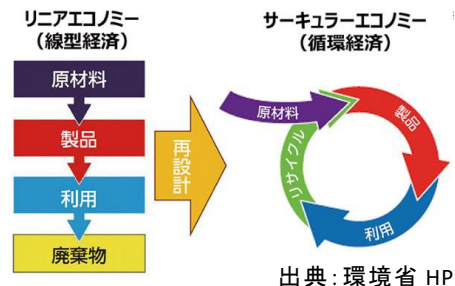 リニアエコノミー
（線型経済）
原材料
製品
利用
廃棄物
再設計
サーキュラーエコノミー
（循環経済）
原材料
製品
利用
リサイクル
出典：環境省 HP